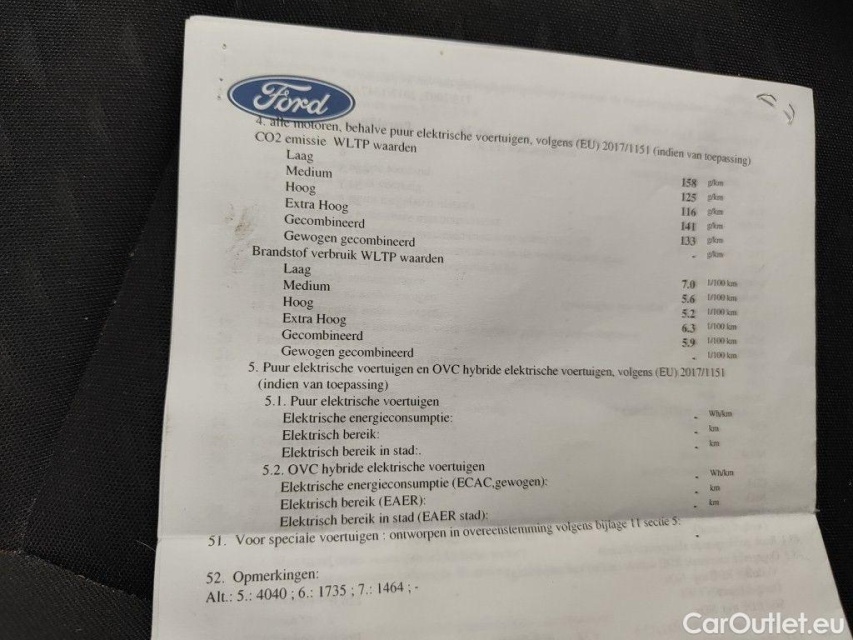 Ford
4. alle motoren, behalve puur elektrische voertuigen, volgens (EU) 2017/1151 (indien van toepassing)
CO2 emissie WLTP waarden
Laag 158 g/km
Medium 125 g/km
Hoog 116 g/km
Extra Hoog 141 g/km
Gecombineerd 133 g/km
Gewogen gecombineerd - g/km
Brandstof verbruik WLTP waarden
Laag 7.0 l/100 km
Medium 5.6 l/100 km
Hoog 5.2 l/100 km
Extra Hoog 6.3 l/100 km
Gecombineerd 5.9 l/100 km
Gewogen gecombineerd - l/100 km
5. Puur elektrische voertuigen en OVC hybride elektrische voertuigen, volgens (EU) 2017/1151
(indien van toepassing)
5.1. Puur elektrische voertuigen
Elektrische energieconsumptie: - Wh/km
Elektrisch bereik: - km
Elektrisch bereik in stad:. - km
5.2. OVC hybride elektrische voertuigen
Elektrische energieconsumptie (ECAC,gewogen): - Wh/km
Elektrisch bereik (EAER): - km
Elektrisch bereik in stad (EAER stad): - km
51. Voor speciale voertuigen : ontworpen in overeenstemming volgens bijlage 11 sectie 5: -
52. Opmerkingen:
Alt.: 5.: 4040 ; 6.: 1735 ; 7.: 1464 ; -
CarOutlet.eu